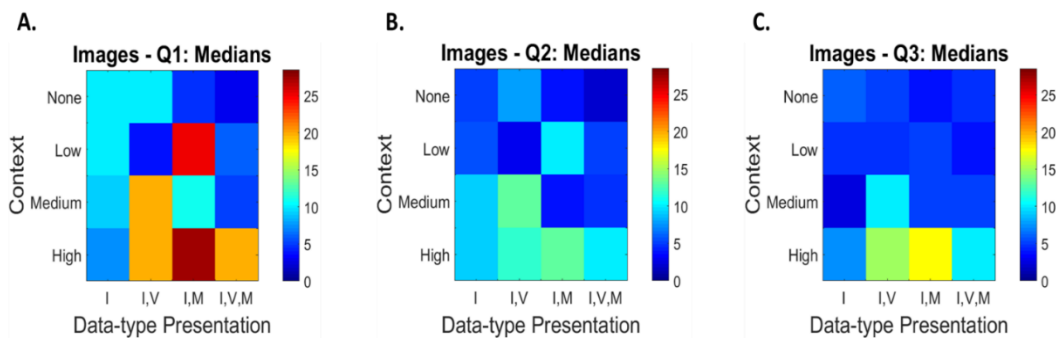 A.
Images - Q1: Medians
None
Low
Medium
High
Context
I I,V I,M I,V,M
Data-type Presentation
25
20
15
10
5
0
B.
Images - Q2: Medians
None
Low
Medium
High
Context
I I,V I,M I,V,M
Data-type Presentation
25
20
15
10
5
0
C.
Images - Q3: Medians
None
Low
Medium
High
Context
I I,V I,M I,V,M
Data-type Presentation
25
20
15
10
5
0